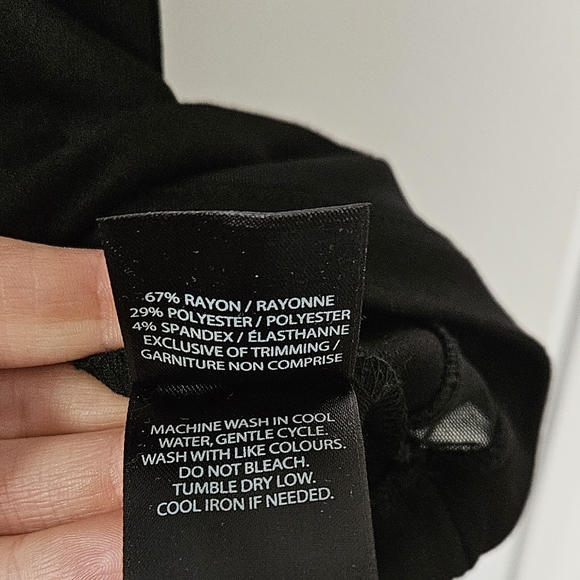 67% RAYON / RAYONNE
29% POLYESTER / POLYESTER
4% SPANDEX / ÉLASTHANNE
EXCLUSIVE OF TRIMMING /
GARNITURE NON COMPRISE
MACHINE WASH IN COOL
WATER, GENTLE CYCLE.
WASH WITH LIKE COLOURS.
DO NOT BLEACH.
TUMBLE DRY LOW.
COOL IRON IF NEEDED.